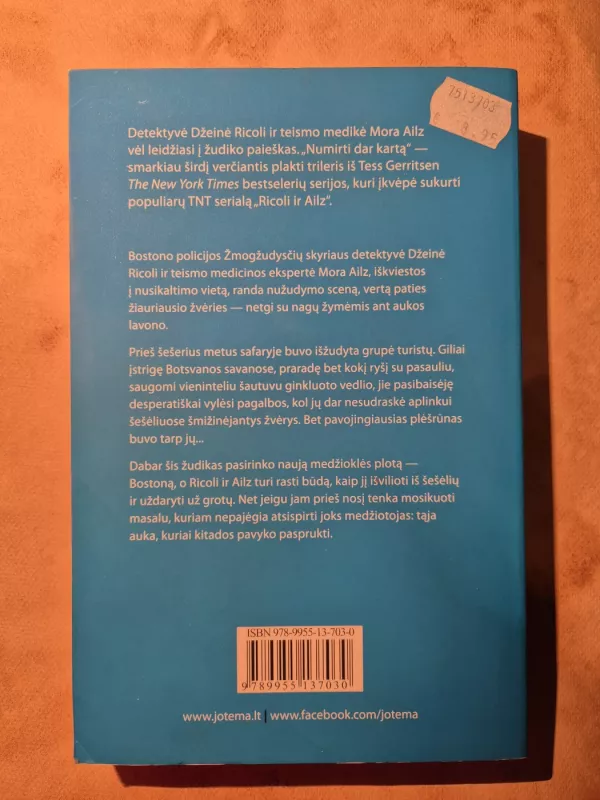 7513703
8.95
Detektyvė Džeinė Ricoli ir teismo medikė Mora Ailz
vėl leidžiasi į žudiko paieškas. „Numirti dar kartą“ —
smarkiau širdį verčiantis plakti trileris iš Tess Gerritsen
The New York Times bestselerių serijos, kuri įkvėpė sukurti
populiarų TNT serialą „Ricoli ir Ailz“.
Bostono policijos Žmogžudysčių skyriaus detektyvė Džeinė
Ricoli ir teismo medicinos ekspertė Mora Ailz, iškviestos
į nusikaltimo vietą, randa nužudymo sceną, vertą paties
žiauriausio žvėries — netgi su nagų žymėmis ant aukos
lavono.
Prieš šešerius metus safaryje buvo išžudyta grupė turistų. Giliai
įstrigę Botsvanos savanose, praradę bet kokį ryšį su pasauliu,
saugomi vieninteliu šautuvu ginkluoto vedlio, jie pasibaisėję
desperatiškai vylėsi pagalbos, kol jų dar nesudraskė aplinkui
šešėliuose šmižinėjantys žvėrys. Bet pavojingiausias plėšrūnas
buvo tarp jų...
Dabar šis žudikas pasirinko naują medžioklės plotą —
Bostoną, o Ricoli ir Ailz turi rasti būdą, kaip jį išvilioti iš šešėlių
ir uždaryti už grotų. Net jeigu jam prieš nosį tenka mosikuoti
masalu, kuriam nepajėgia atsispirti joks medžiotojas: tąja
auka, kuriai kitados pavyko pasprukti.
ISBN 978-9955-13-703-0
9789955137030
www.jotema.lt | www.facebook.com/jotema